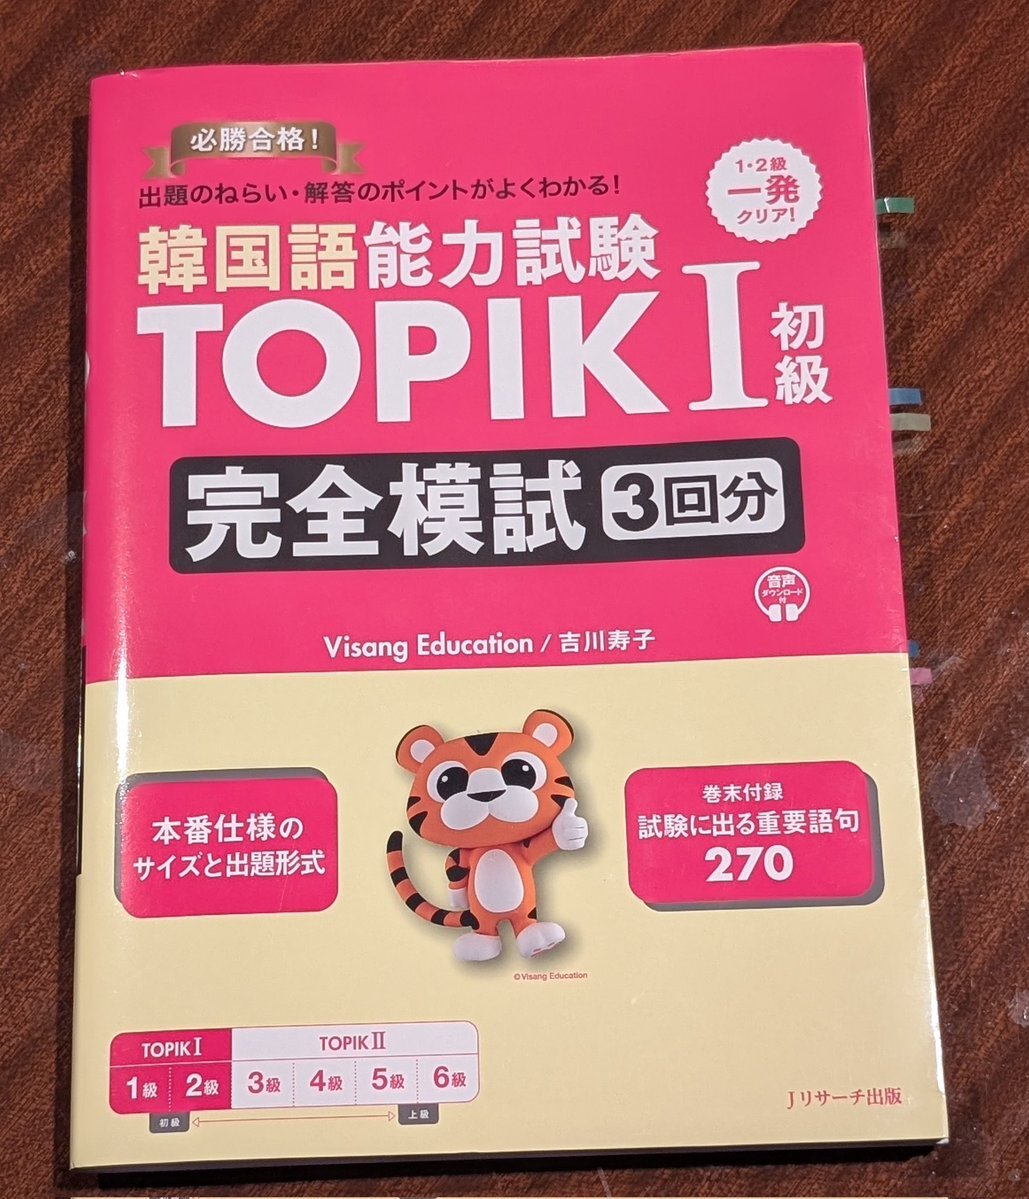 必勝合格！
出題のねらい・解答のポイントがよくわかる！
1・2級
一発
クリア！
韓国語能力試験
TOPIK I 初級
完全模試 3回分
音声
ダウンロード
付
Visang Education / 吉川寿子
本番仕様の
サイズと出題形式
巻末付録
試験に出る重要語句
270
©Visang Education
TOPIK I TOPIK II
1級 2級 3級 4級 5級 6級
初級 上級
Jリサーチ出版